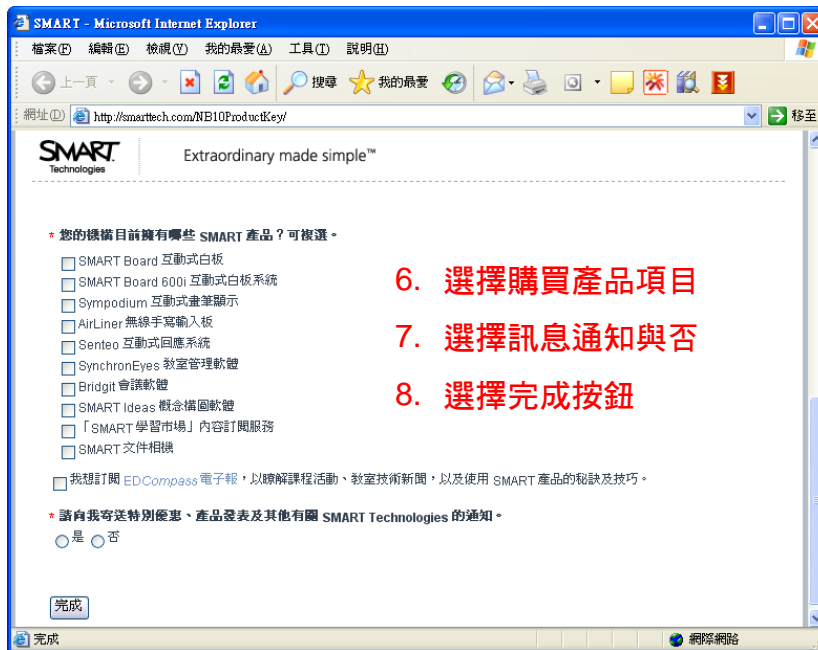 SMART - Microsoft Internet Explorer
檔案(F) 編輯(E) 檢視(V) 我的最愛(A) 工具(T) 說明(H)
上一頁 搜尋 我的最愛
網址(D) http://smarttech.com/NB10ProductKey/ 移至
SMART Technologies Extraordinary made simple™
* 您的機構目前擁有哪些 SMART 產品?可複選。
SMART Board 互動式白板
SMART Board 600i 互動式白板系統
Sympodium 互動式畫筆顯示
AirLiner 無線手寫輸入板
Senteo 互動式回應系統
SynchronEyes 教室管理軟體
Bridgit 會議軟體
SMART Ideas 概念構圖軟體
「SMART 學習市場」內容訂閱服務
SMART 文件相機
6. 選擇購買產品項目
7. 選擇訊息通知與否
8. 選擇完成按鈕
我想訂閱 EDCompass 電子報,以瞭解課程活動、教室技術新聞,以及使用 SMART 產品的秘訣及技巧。
* 請向我寄送特別優惠、產品發表及其他有關 SMART Technologies 的通知。
是 否
完成
完成 網際網路